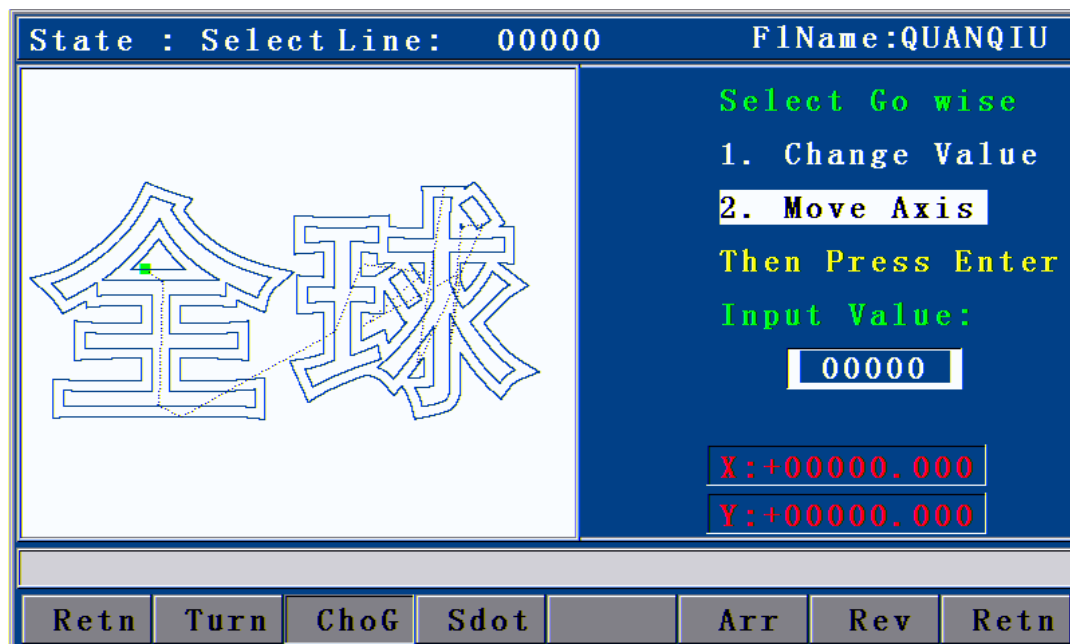 State : Select Line: 00000 FlName:QUANQIU
全球
Select Go wise
1. Change Value
2. Move Axis
Then Press Enter
Input Value:
00000
X:+00000.000
Y:+00000.000
Retn Turn ChoG Sdot Arr Rev Retn